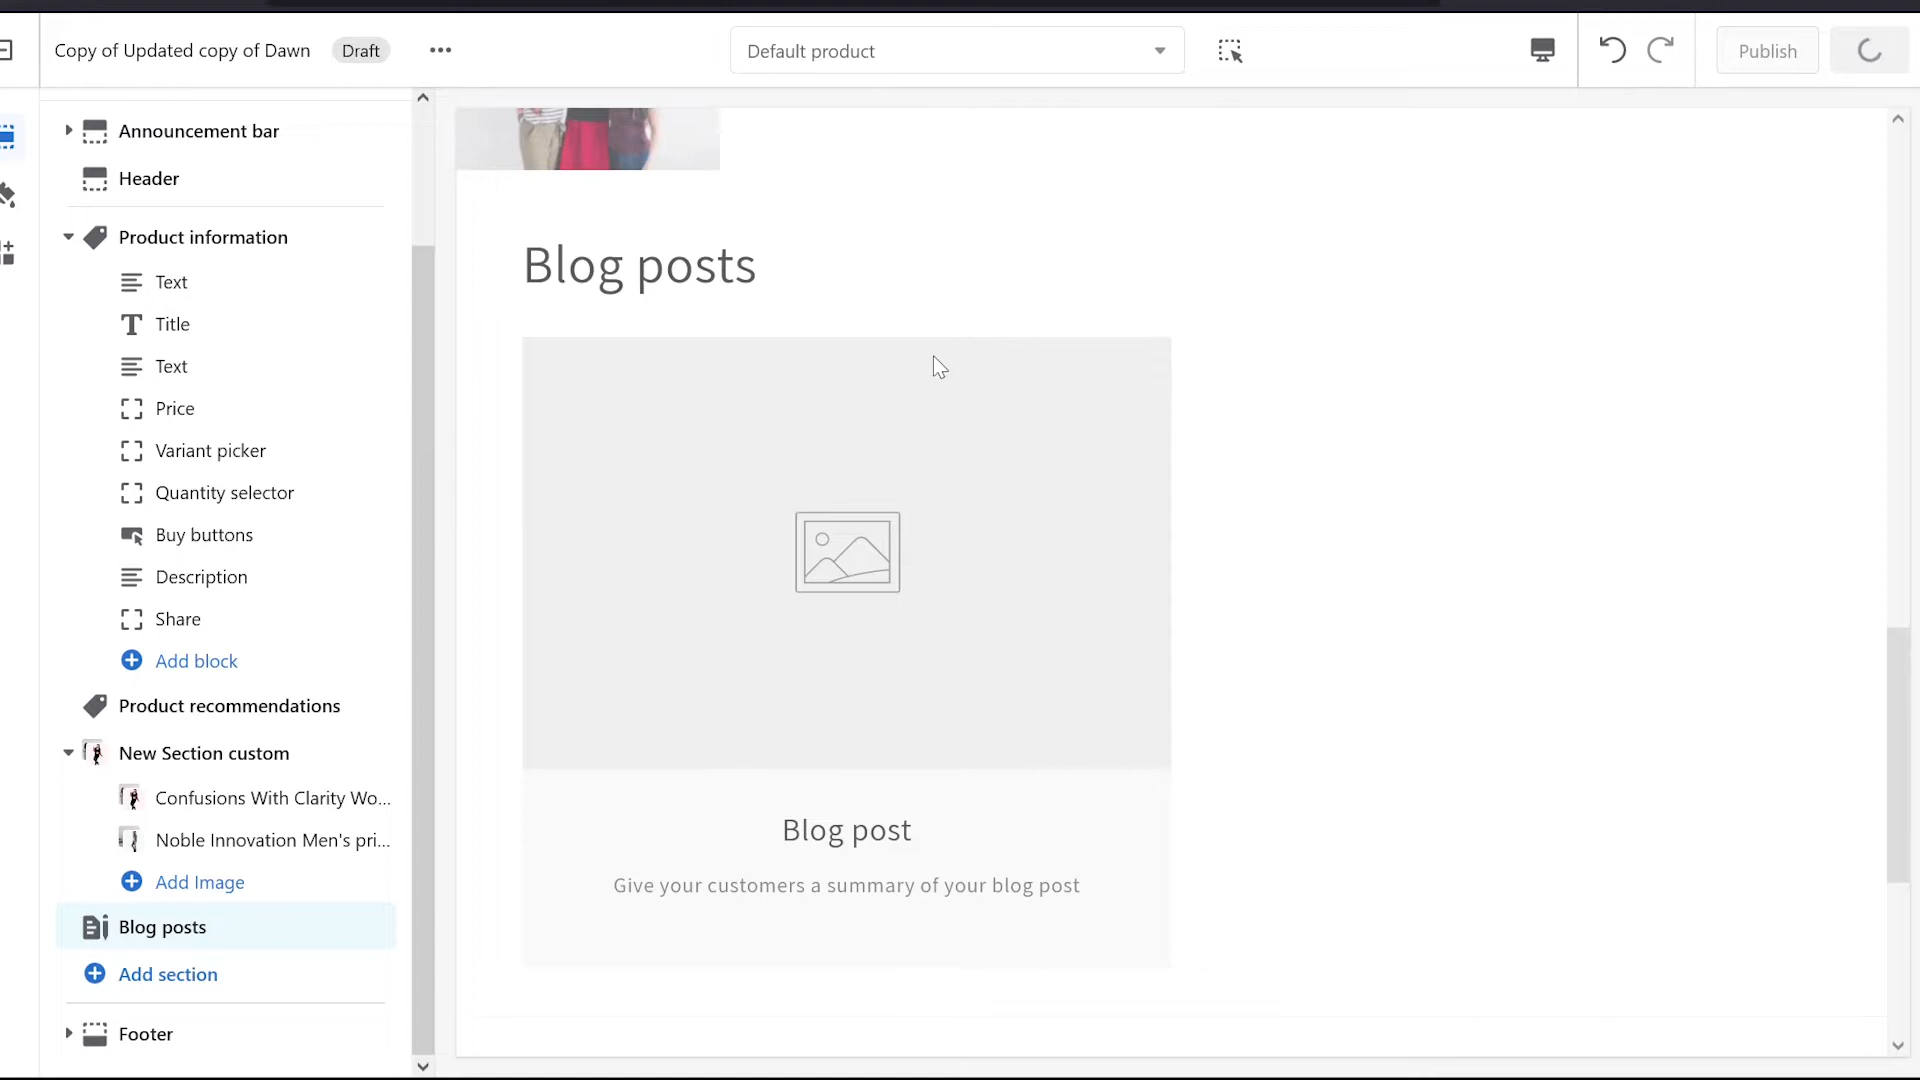 Copy of Updated copy of Dawn
Draft
Default product
Publish
Announcement bar
Header
Product information
Text
Title
Text
Price
Variant picker
Quantity selector
Buy buttons
Description
Share
Add block
Product recommendations
New Section custom
Confusions With Clarity Wo...
Noble Innovation Men's pri...
Add Image
Blog posts
Add section
Footer
Blog posts
Blog post
Give your customers a summary of your blog post